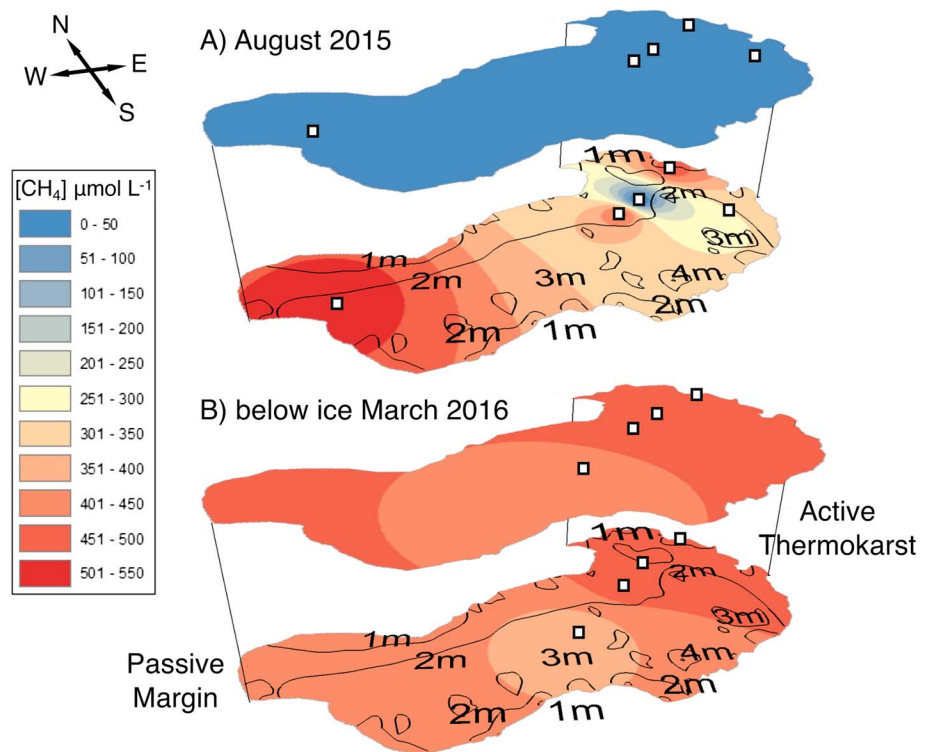 A) August 2015
N
W
E
S
1m
2m
3m
1m
2m
3m
4m
2m
2m
1m
[CH₄] µmol L⁻¹
0 - 50
51 - 100
101 - 150
151 - 200
201 - 250
251 - 300
301 - 350
351 - 400
401 - 450
451 - 500
501 - 550
B) below ice March 2016
Active
Thermokarst
1m
2m
3m
1m
2m
3m
4m
2m
2m
1m
Passive
Margin